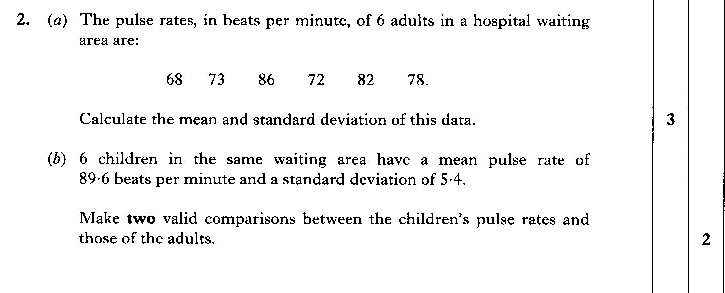 2. (a) The pulse rates, in beats per minute, of 6 adults in a hospital waiting
area are:
68 73 86 72 82 78.
Calculate the mean and standard deviation of this data.
3
(b) 6 children in the same waiting area have a mean pulse rate of
89·6 beats per minute and a standard deviation of 5·4.
Make two valid comparisons between the children's pulse rates and
those of the adults.
2